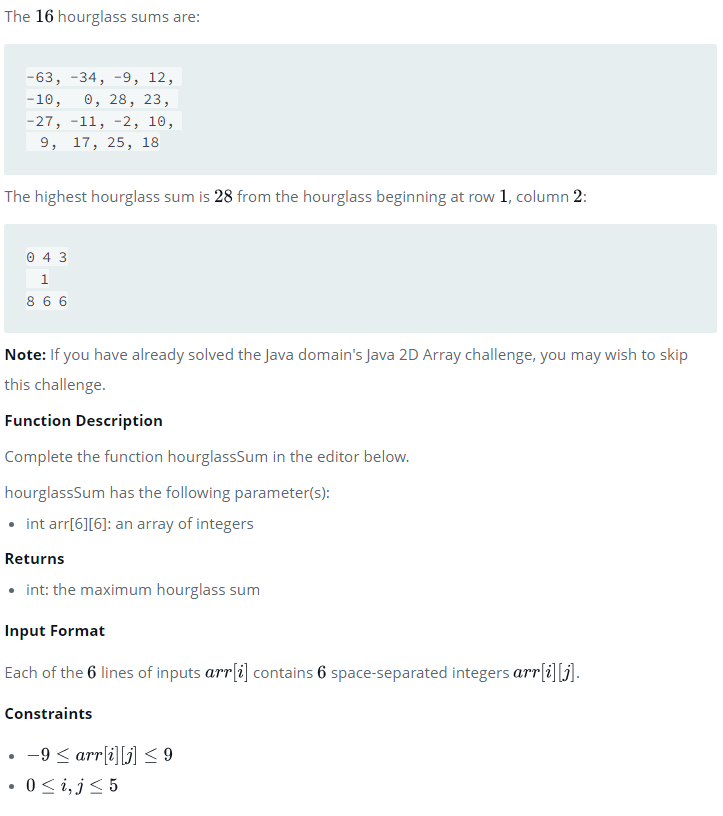 The 16 hourglass sums are:
-63, -34, -9, 12,
-10,   0, 28, 23,
-27, -11, -2, 10,
  9,  17, 25, 18
The highest hourglass sum is 28 from the hourglass beginning at row 1, column 2:
0 4 3
  1
8 6 6
Note: If you have already solved the Java domain's Java 2D Array challenge, you may wish to skip
this challenge.
Function Description
Complete the function hourglassSum in the editor below.
hourglassSum has the following parameter(s):
• int arr[6][6]: an array of integers
Returns
• int: the maximum hourglass sum
Input Format
Each of the 6 lines of inputs arr[i] contains 6 space-separated integers arr[i][j].
Constraints
• −9 ≤ arr[i][j] ≤ 9
• 0 ≤ i, j ≤ 5